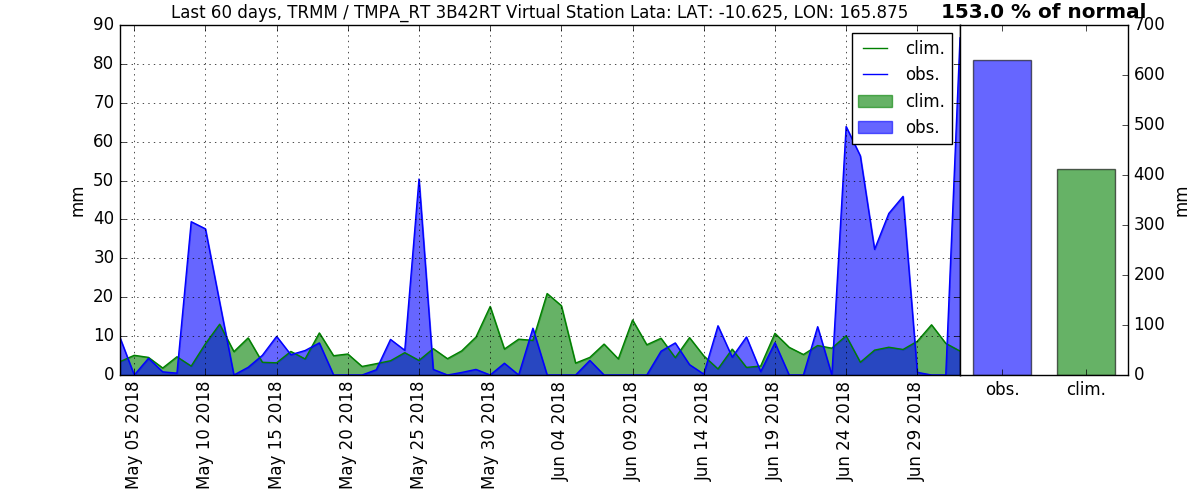 Last 60 days, TRMM / TMPA_RT 3B42RT Virtual Station Lata: LAT: -10.625, LON: 165.875
153.0 % of normal
90
80
70
60
50
40
30
20
10
0
mm
clim.
obs.
clim.
obs.
700
600
500
400
300
200
100
0
mm
May 05 2018
May 10 2018
May 15 2018
May 20 2018
May 25 2018
May 30 2018
Jun 04 2018
Jun 09 2018
Jun 14 2018
Jun 19 2018
Jun 24 2018
Jun 29 2018
obs.
clim.